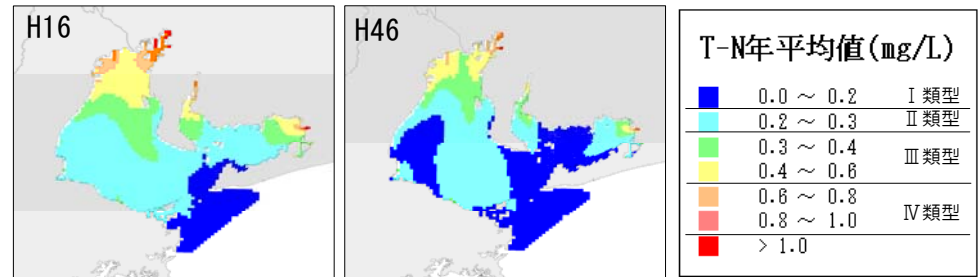 H16
H46
T-N年平均値(mg/L)
0.0 ～ 0.2 Ⅰ類型
0.2 ～ 0.3 Ⅱ類型
0.3 ～ 0.4
Ⅲ類型
0.4 ～ 0.6
0.6 ～ 0.8
Ⅳ類型
0.8 ～ 1.0
> 1.0